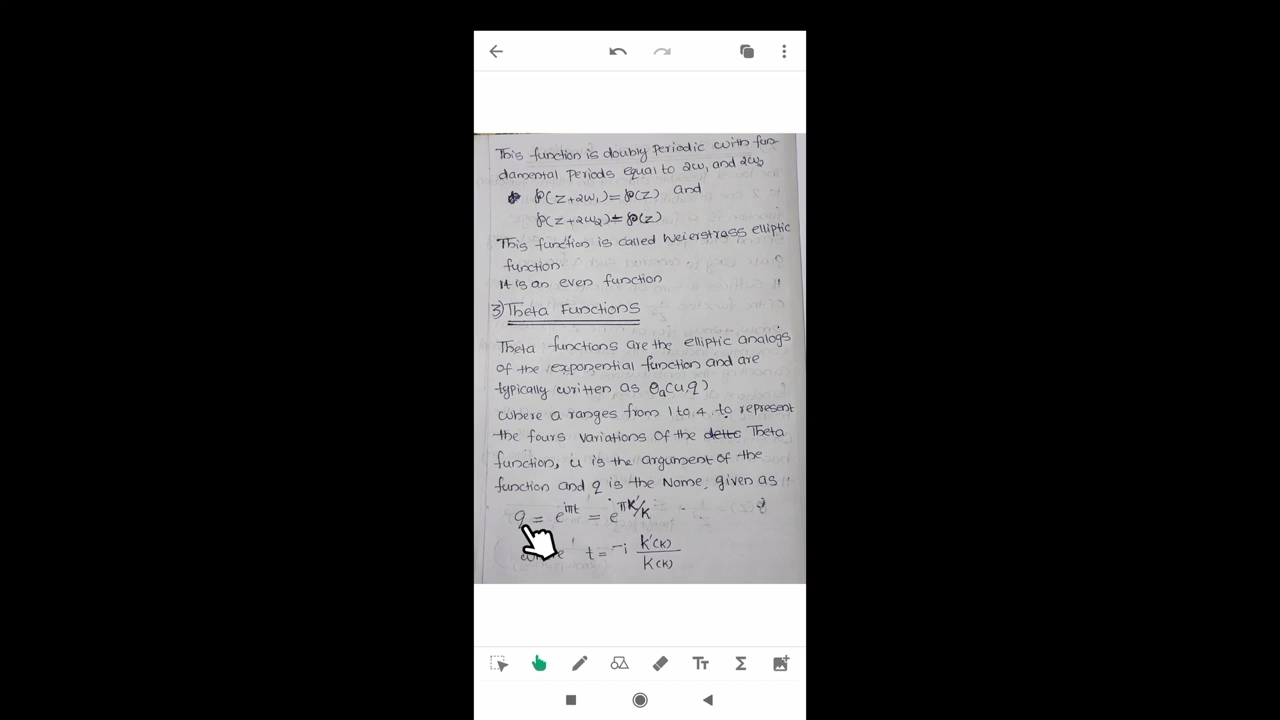 This function is doubly Periodic with fun-
damental Periods equal to 2ω₁ and 2ω₂
℘(z+2ω₁)=℘(z) and
℘(z+2ω₂)=℘(z)
This function is called Weierstrass elliptic
function.
It is an even function
3) Theta Functions
Theta functions are the elliptic analogs
of the exponential function and are
typically written as θₐ(u,q)
where a ranges from 1 to 4. to represent
the fours variations of the Theta
function, u is the argument of the
function and q is the Nome, given as
q = e^iπt = e^πK'/K
where t = -i K'(k)/K(k)
Tт